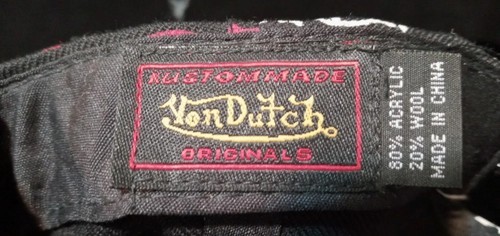 KUSTOMMADE
Von Dutch
ORIGINALS
80% ACRYLIC
20% WOOL
MADE IN CHINA